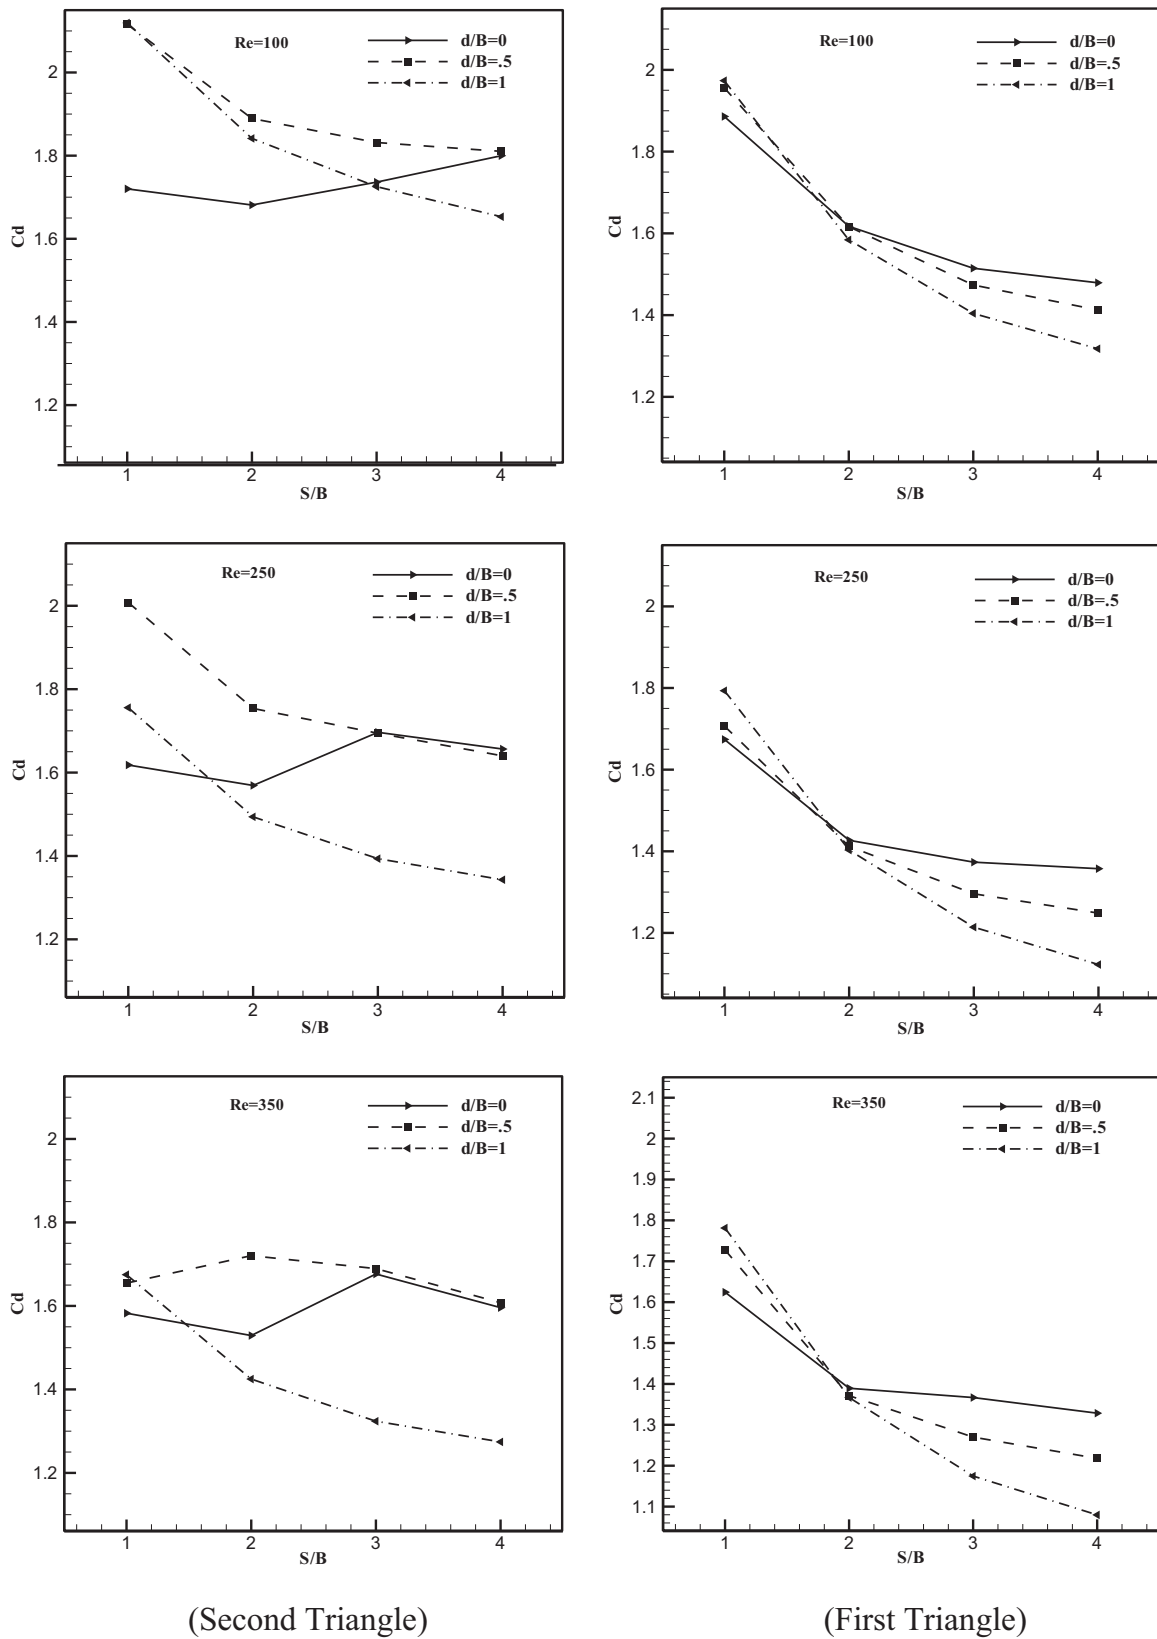 Re=100
d/B=0
d/B=.5
d/B=1
2
1.8
1.6
1.4
1.2
Cd
1
2
3
4
S/B
Re=100
d/B=0
d/B=.5
d/B=1
2
1.8
1.6
1.4
1.2
Cd
1
2
3
4
S/B
Re=250
d/B=0
d/B=.5
d/B=1
2
1.8
1.6
1.4
1.2
Cd
1
2
3
4
S/B
Re=250
d/B=0
d/B=.5
d/B=1
2
1.8
1.6
1.4
1.2
Cd
1
2
3
4
S/B
Re=350
d/B=0
d/B=.5
d/B=1
2
1.8
1.6
1.4
1.2
Cd
1
2
3
4
S/B
Re=350
d/B=0
d/B=.5
d/B=1
2.1
2
1.9
1.8
1.7
1.6
1.5
1.4
1.3
1.2
1.1
Cd
1
2
3
4
S/B
(Second Triangle)
(First Triangle)